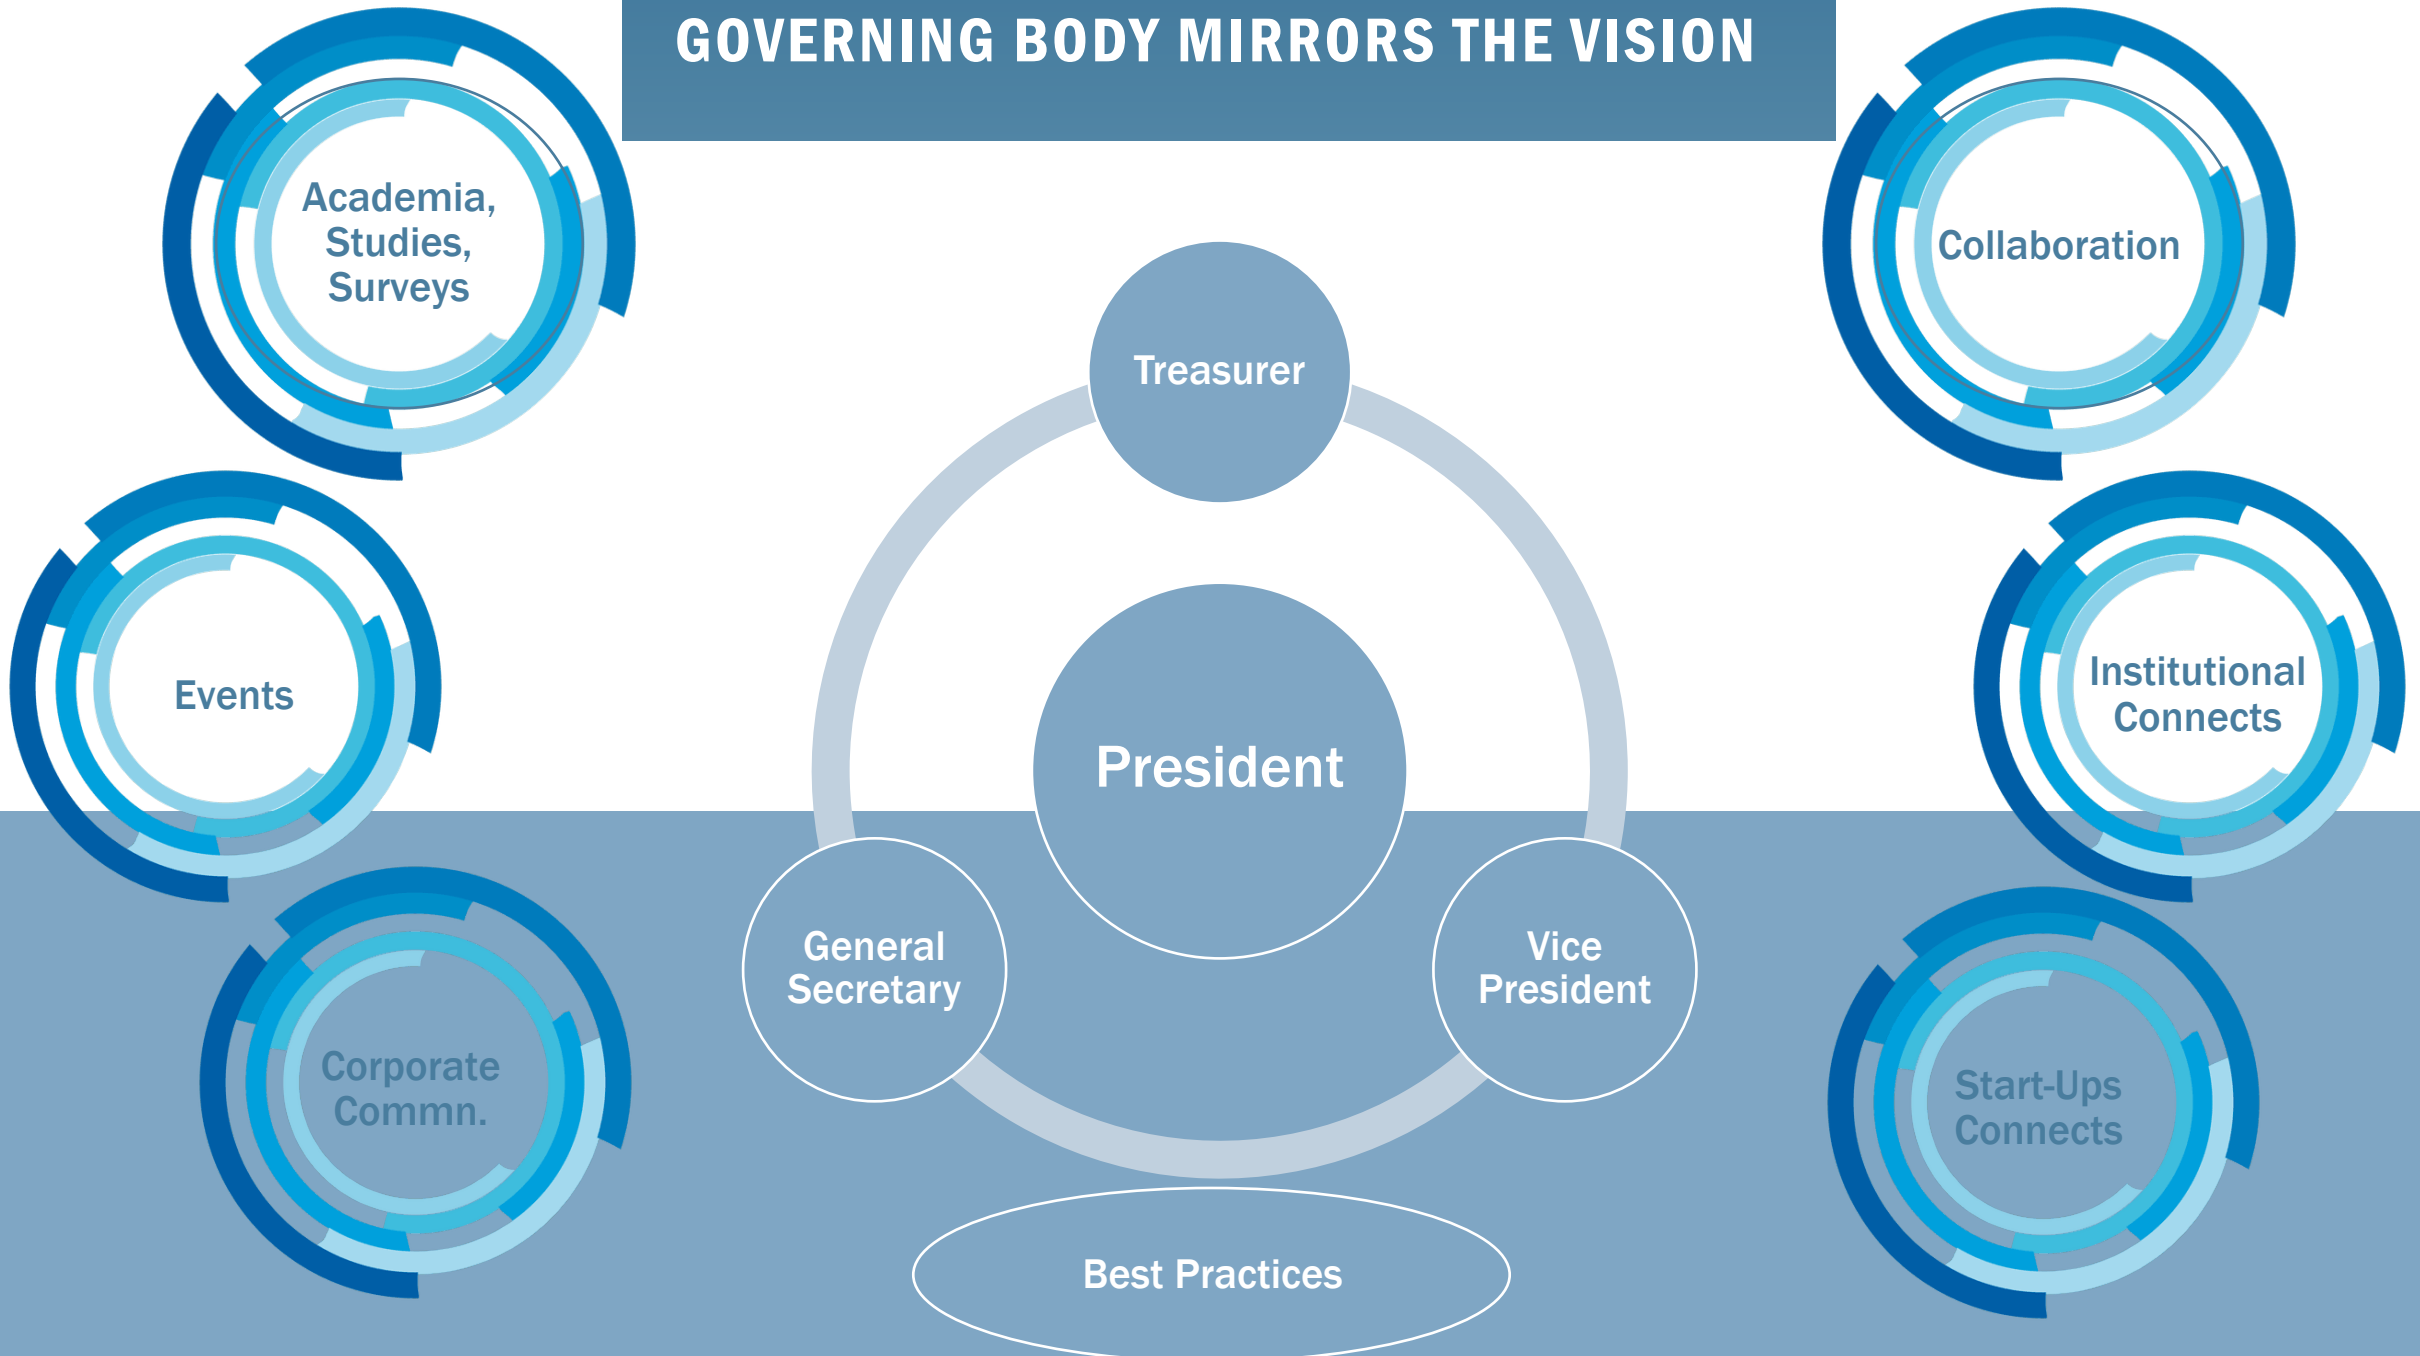 GOVERNING BODY MIRRORS THE VISION
Academia,
Studies,
Surveys
Collaboration
Treasurer
Events
Institutional
Connects
President
General
Secretary
Vice
President
Corporate
Commn.
Start-Ups
Connects
Best Practices